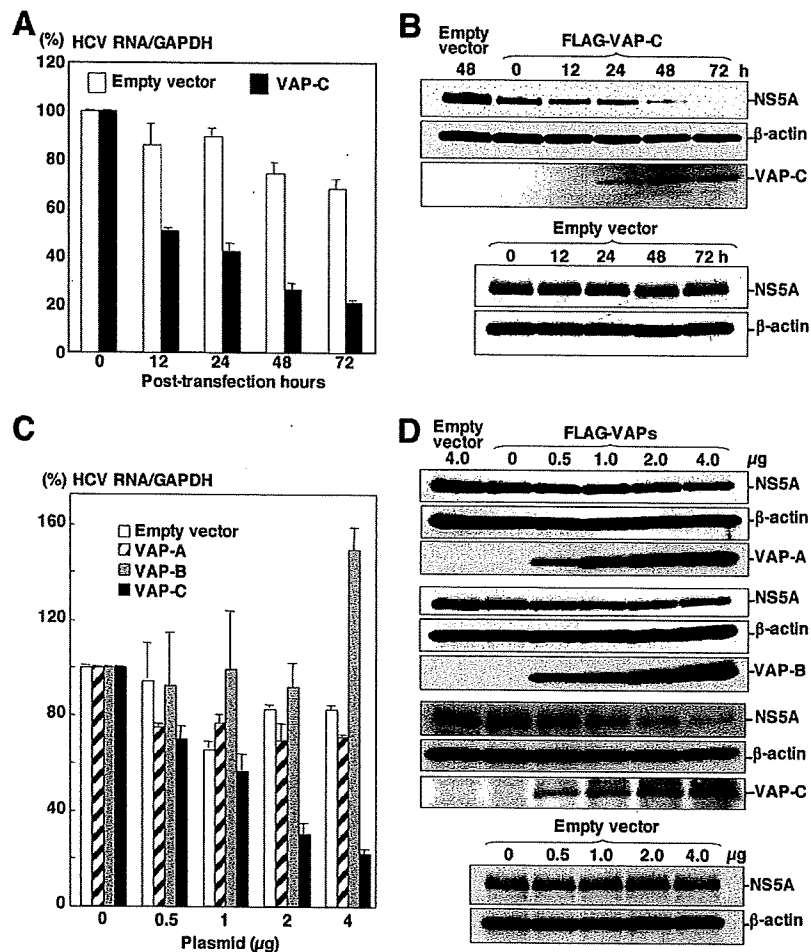 A
(%) HCV RNA/GAPDH
120
100
80
60
40
20
0
Empty vector
VAP-C
0 12 24 48 72
Post-transfection hours
B
Empty vector
FLAG-VAP-C
48 0 12 24 48 72 h
NS5A
β-actin
VAP-C
Empty vector
0 12 24 48 72 h
NS5A
β-actin
C
(%) HCV RNA/GAPDH
160
120
80
40
0
Empty vector
VAP-A
VAP-B
VAP-C
0 0.5 1 2 4
Plasmid (µg)
D
Empty vector
FLAG-VAPs
4.0 0 0.5 1.0 2.0 4.0 µg
NS5A
β-actin
VAP-A
NS5A
β-actin
VAP-B
NS5A
β-actin
VAP-C
Empty vector
0 0.5 1.0 2.0 4.0 µg
NS5A
β-actin